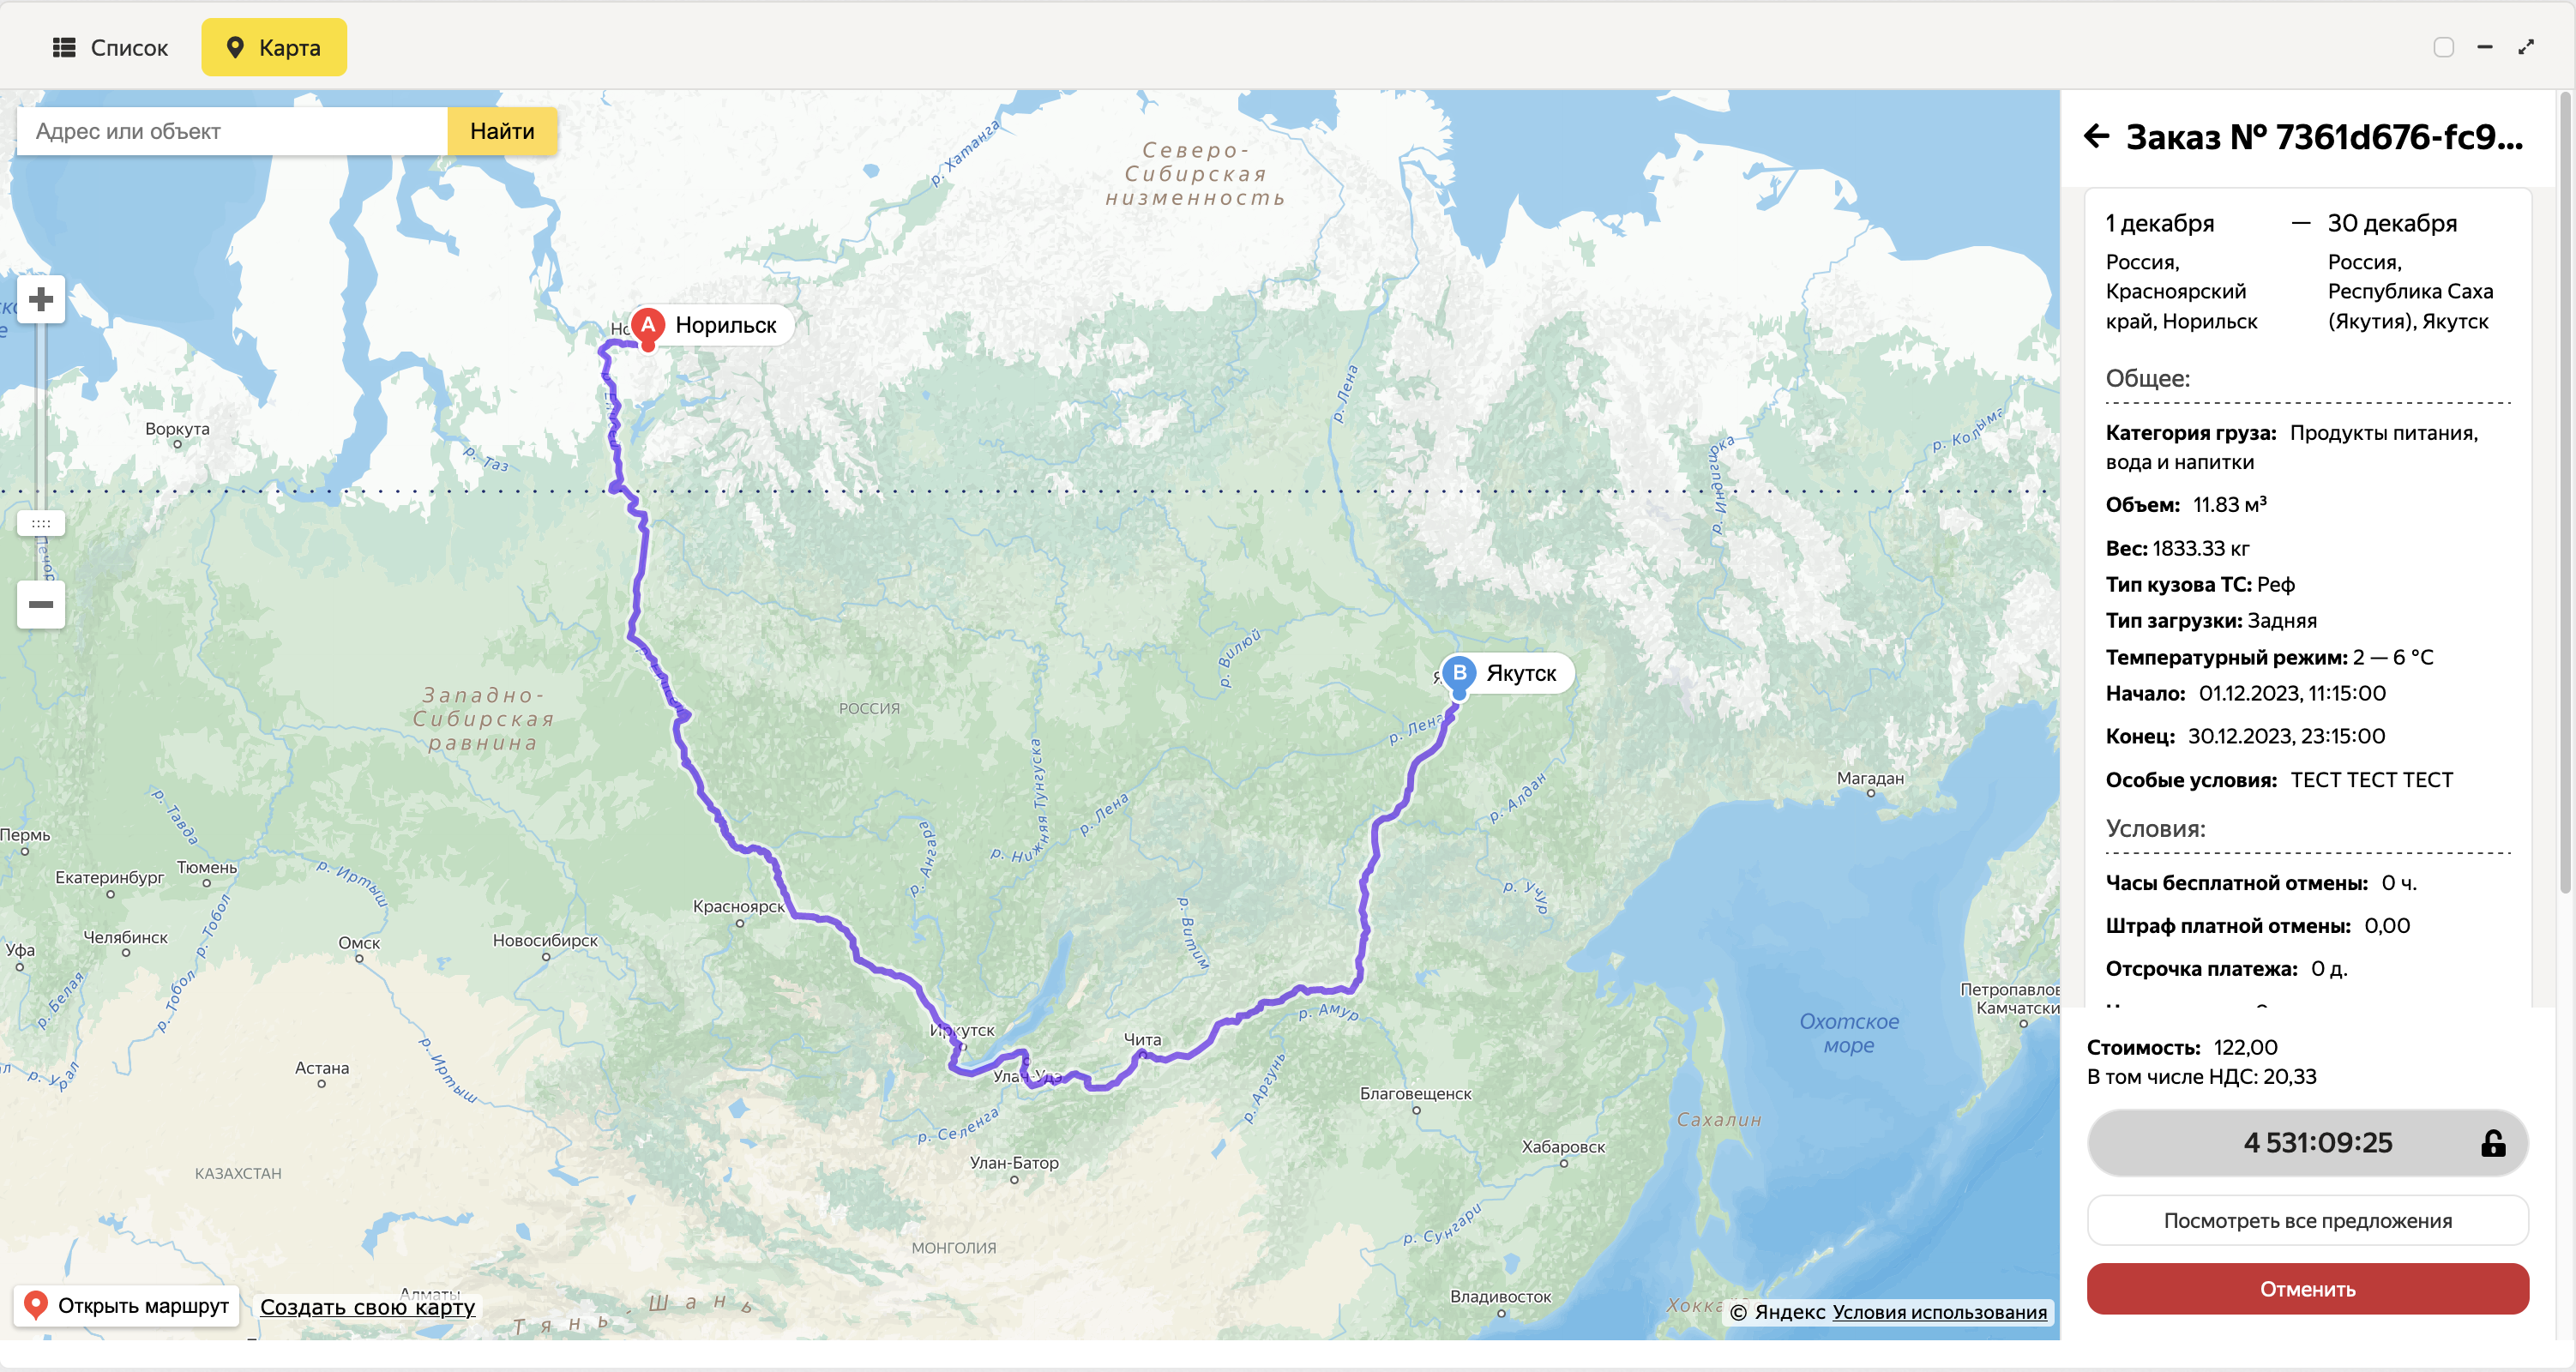 Список
Карта
Адрес или объект
Найти
р. Хатанга
Северо-
Сибирская
низменность
Норильск
A
Воркута
р. Таз
р. Лена
р. Колыма
р. Индигирка
Западно-
Сибирская
равнина
РОССИЯ
р. Вилюй
B
Якутск
р. Лена
р. Нижняя Тунгуска
р. Лена
р. Алдан
Магадан
р. Тавда
Пермь
Екатеринбург
Тюмень
р. Иртыш
р. Ангара
р. Учур
Красноярск
р. Витим
Уфа
Челябинск
р. Тобол
Омск
Новосибирск
р. Белая
р. Тобол
Иркутск
Чита
р. Амур
Охотское
море
Петропавлов
Камчатски
р. Урал
Астана
р. Иртыш
Улан-Удэ
р. Аргунь
Благовещенск
р. Селенга
Сахалин
Хабаровск
Улан-Батор
КАЗАХСТАН
МОНГОЛИЯ
р. Сунгари
Владивосток
Алматы
Тянь-Шань
Хокка
Открыть маршрут
Создать свою карту
© Яндекс Условия использования
Заказ № 7361d676-fc9...
1 декабря — 30 декабря
Россия,
Красноярский
край, Норильск
Россия,
Республика Саха
(Якутия), Якутск
Общее:
Категория груза: Продукты питания,
вода и напитки
Объем: 11.83 м³
Вес: 1833.33 кг
Тип кузова ТС: Реф
Тип загрузки: Задняя
Температурный режим: 2 — 6 °C
Начало: 01.12.2023, 11:15:00
Конец: 30.12.2023, 23:15:00
Особые условия: ТЕСТ ТЕСТ ТЕСТ
Условия:
Часы бесплатной отмены: 0 ч.
Штраф платной отмены: 0,00
Отсрочка платежа: 0 д.
Стоимость: 122,00
В том числе НДС: 20,33
4 531:09:25
Посмотреть все предложения
Отменить